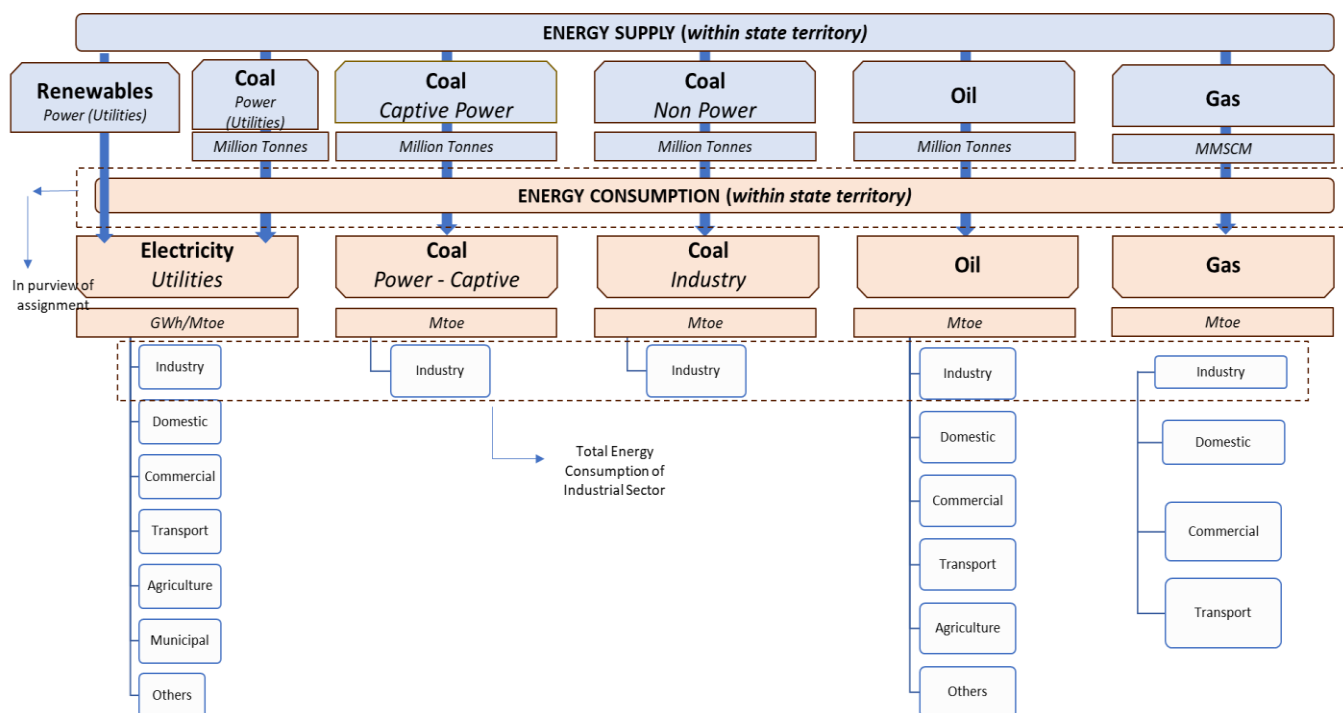 ENERGY SUPPLY (within state territory)
Renewables
Power (Utilities)
Coal
Power
(Utilities)
Million Tonnes
Coal
Captive Power
Million Tonnes
Coal
Non Power
Million Tonnes
Oil
Million Tonnes
Gas
MMSCM
ENERGY CONSUMPTION (within state territory)
In purview of
assignment
Electricity
Utilities
GWh/Mtoe
Coal
Power - Captive
Mtoe
Coal
Industry
Mtoe
Oil
Mtoe
Gas
Mtoe
Industry
Domestic
Commercial
Transport
Agriculture
Municipal
Others
Industry
Industry
Total Energy
Consumption of
Industrial Sector
Industry
Domestic
Commercial
Transport
Agriculture
Others
Industry
Domestic
Commercial
Transport